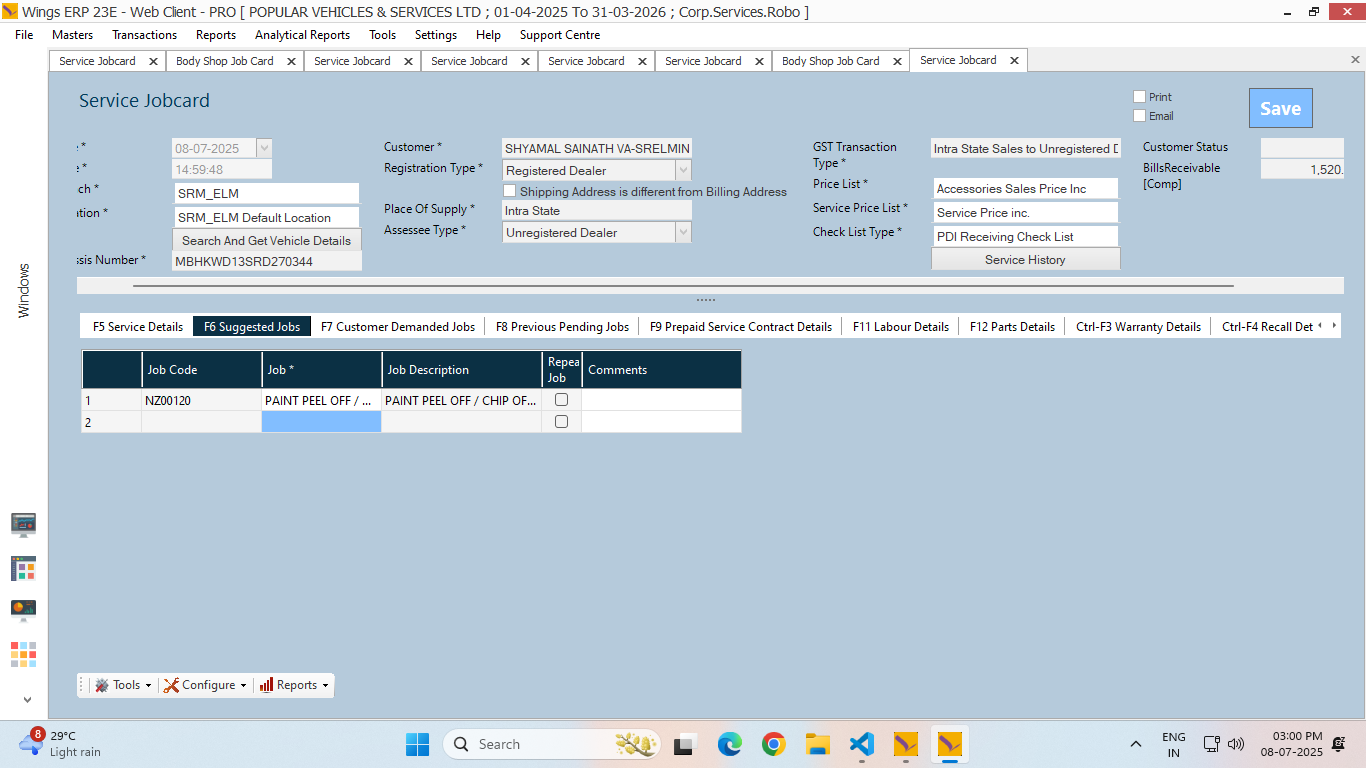 Wings ERP 23E - Web Client - PRO [ POPULAR VEHICLES & SERVICES LTD ; 01-04-2025 To 31-03-2026 ; Corp.Services.Robo ]
File Masters Transactions Reports Analytical Reports Tools Settings Help Support Centre
Service Jobcard Body Shop Job Card Service Jobcard Service Jobcard Service Jobcard Service Jobcard Body Shop Job Card Service Jobcard
Service Jobcard
Print
Email
Save
08-07-2025
14:59:48
SRM_ELM
SRM_ELM Default Location
Search And Get Vehicle Details
Number * MBHKWD13SRD270344
Customer * SHYAMAL SAINATH VA-SRELMIN
Registration Type * Registered Dealer
Shipping Address is different from Billing Address
Place Of Supply * Intra State
Assessee Type * Unregistered Dealer
GST Transaction Type * Intra State Sales to Unregistered
Price List * Accessories Sales Price Inc
Service Price List * Service Price inc.
Check List Type * PDI Receiving Check List
Service History
Customer Status
BillsReceivable [Comp] 1,520.
Windows
F5 Service Details F6 Suggested Jobs F7 Customer Demanded Jobs F8 Previous Pending Jobs F9 Prepaid Service Contract Details F11 Labour Details F12 Parts Details Ctrl-F3 Warranty Details Ctrl-F4 Recall Det
Job Code Job * Job Description Repea Job Comments
1 NZ00120 PAINT PEEL OFF / ... PAINT PEEL OFF / CHIP OF...
2
Tools Configure Reports
8
29°C
Light rain
Search
ENG
IN
03:00 PM
08-07-2025